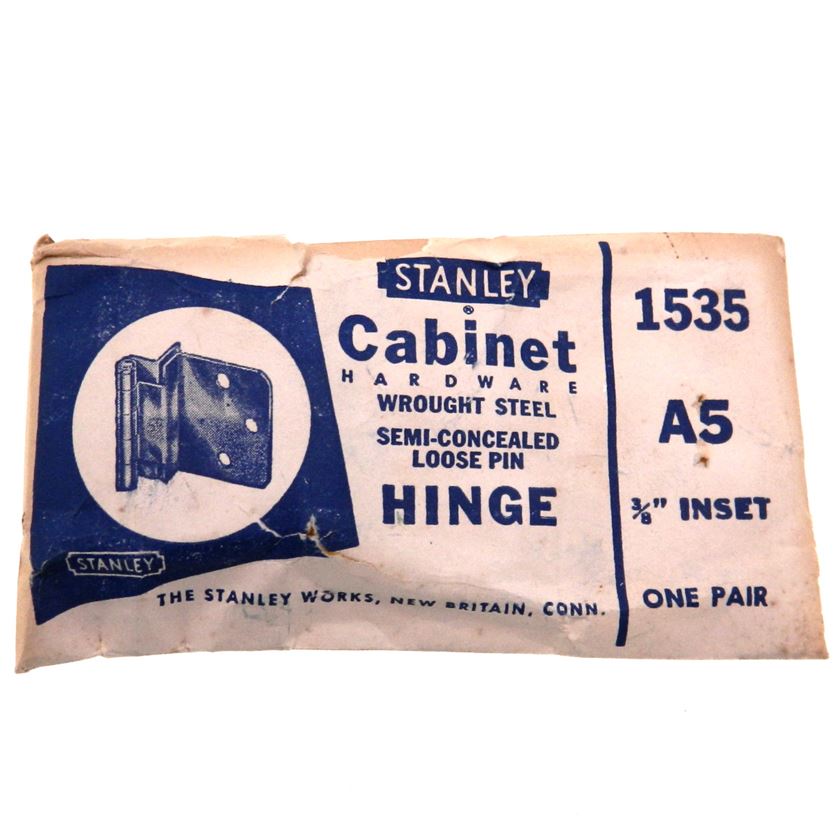 STANLEY
®
Cabinet
HARDWARE
WROUGHT STEEL
SEMI-CONCEALED
LOOSE PIN
HINGE
STANLEY
THE STANLEY WORKS, NEW BRITAIN, CONN.
1535
A5
3/8" INSET
ONE PAIR